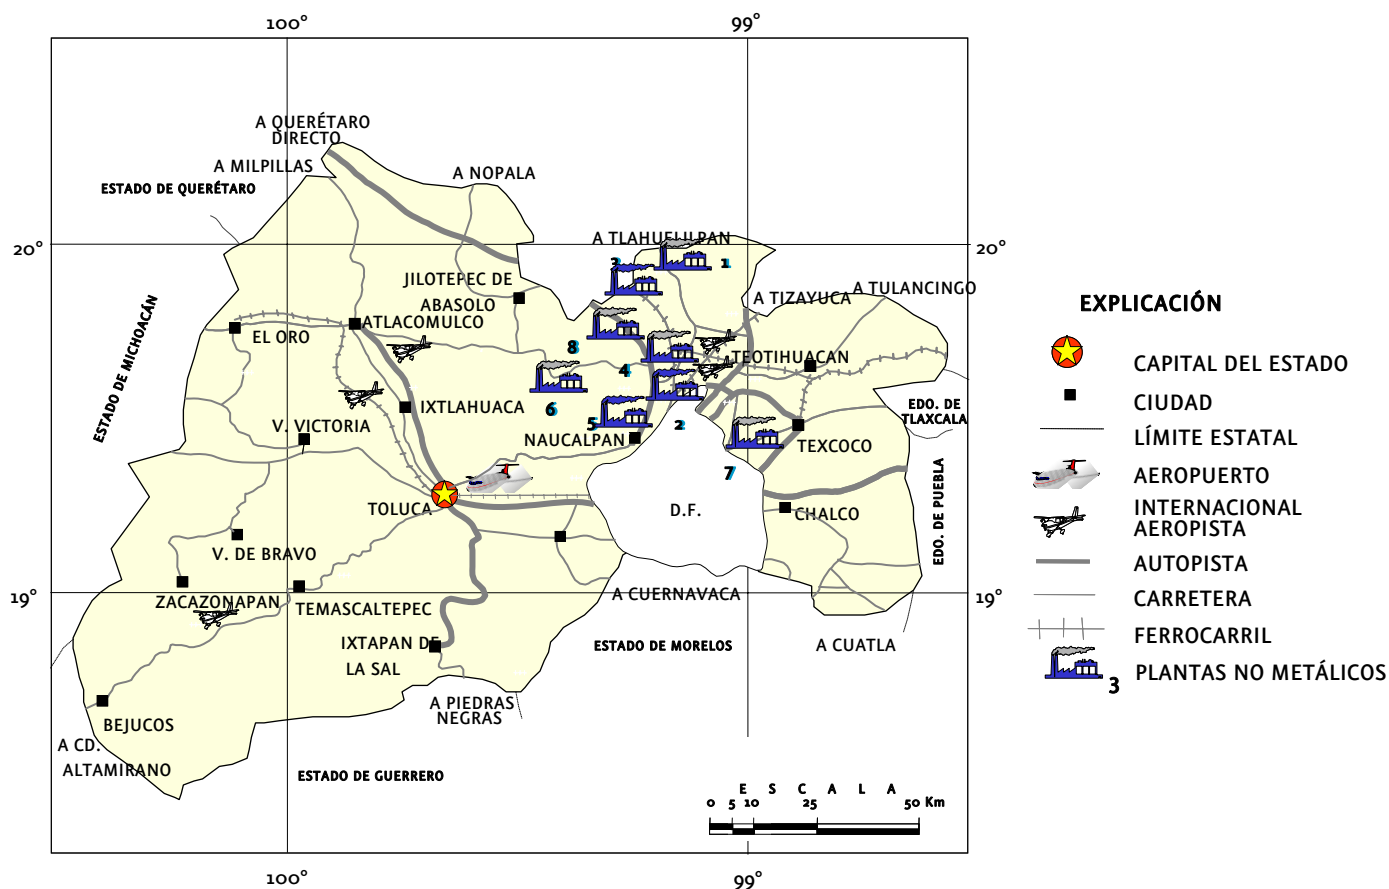 100°
99°
A QUERÉTARO
DIRECTO
A MILPILLAS
A NOPALA
ESTADO DE QUERÉTARO
20°
A TLAHUELILPAN
20°
3
1
JILOTEPEC DE
ABASOLO
A TULANCINGO
A TIZAYUCA
ATLACOMULCO
EL ORO
8
TEOTIHUACAN
4
ESTADO DE MICHOACÁN
IXTLAHUACA
6
5
2
EDO. DE
TLAXCALA
V. VICTORIA
NAUCALPAN
TEXCOCO
7
EDO. DE PUEBLA
TOLUCA
D.F.
CHALCO
V. DE BRAVO
19°
ZACAZONAPAN
TEMASCALTEPEC
A CUERNAVACA
19°
IXTAPAN DE
LA SAL
ESTADO DE MORELOS
A CUATLA
A PIEDRAS
NEGRAS
BEJUCOS
A CD.
ALTAMIRANO
ESTADO DE GUERRERO
E S C A L A
0 5 10 25 50 Km
100°
99°
EXPLICACIÓN
CAPITAL DEL ESTADO
CIUDAD
LÍMITE ESTATAL
AEROPUERTO
INTERNACIONAL
AEROPISTA
AUTOPISTA
CARRETERA
FERROCARRIL
PLANTAS NO METÁLICOS
3